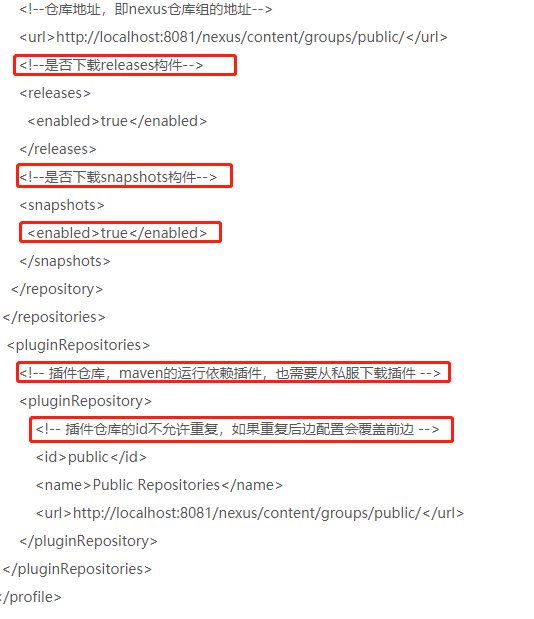 <!--仓库地址，即nexus仓库组的地址-->
<url>http://localhost:8081/nexus/content/groups/public/</url>
<!--是否下载releases构件-->
<releases>
<enabled>true</enabled>
</releases>
<!--是否下载snapshots构件-->
<snapshots>
<enabled>true</enabled>
</snapshots>
</repository>
</repositories>
<pluginRepositories>
<!-- 插件仓库，maven的运行依赖插件，也需要从私服下载插件 -->
<pluginRepository>
<!-- 插件仓库的id不允许重复，如果重复后边配置会覆盖前边 -->
<id>public</id>
<name>Public Repositories</name>
<url>http://localhost:8081/nexus/content/groups/public/</url>
</pluginRepository>
</pluginRepositories>
</profile>